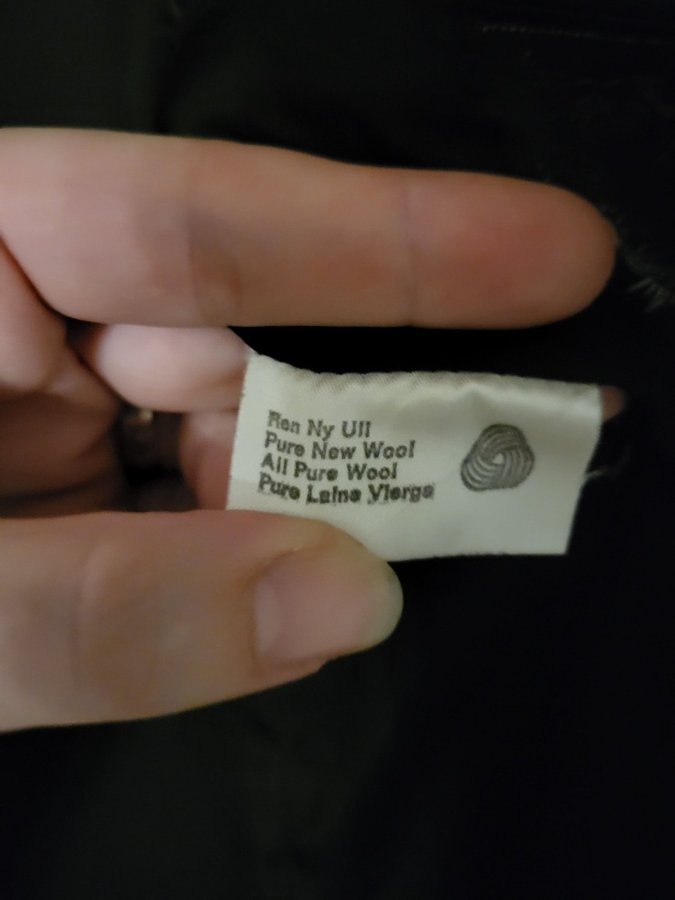 Ren Ny Ull
Pure New Wool
All Pure Wool
Pure Laine Vierge